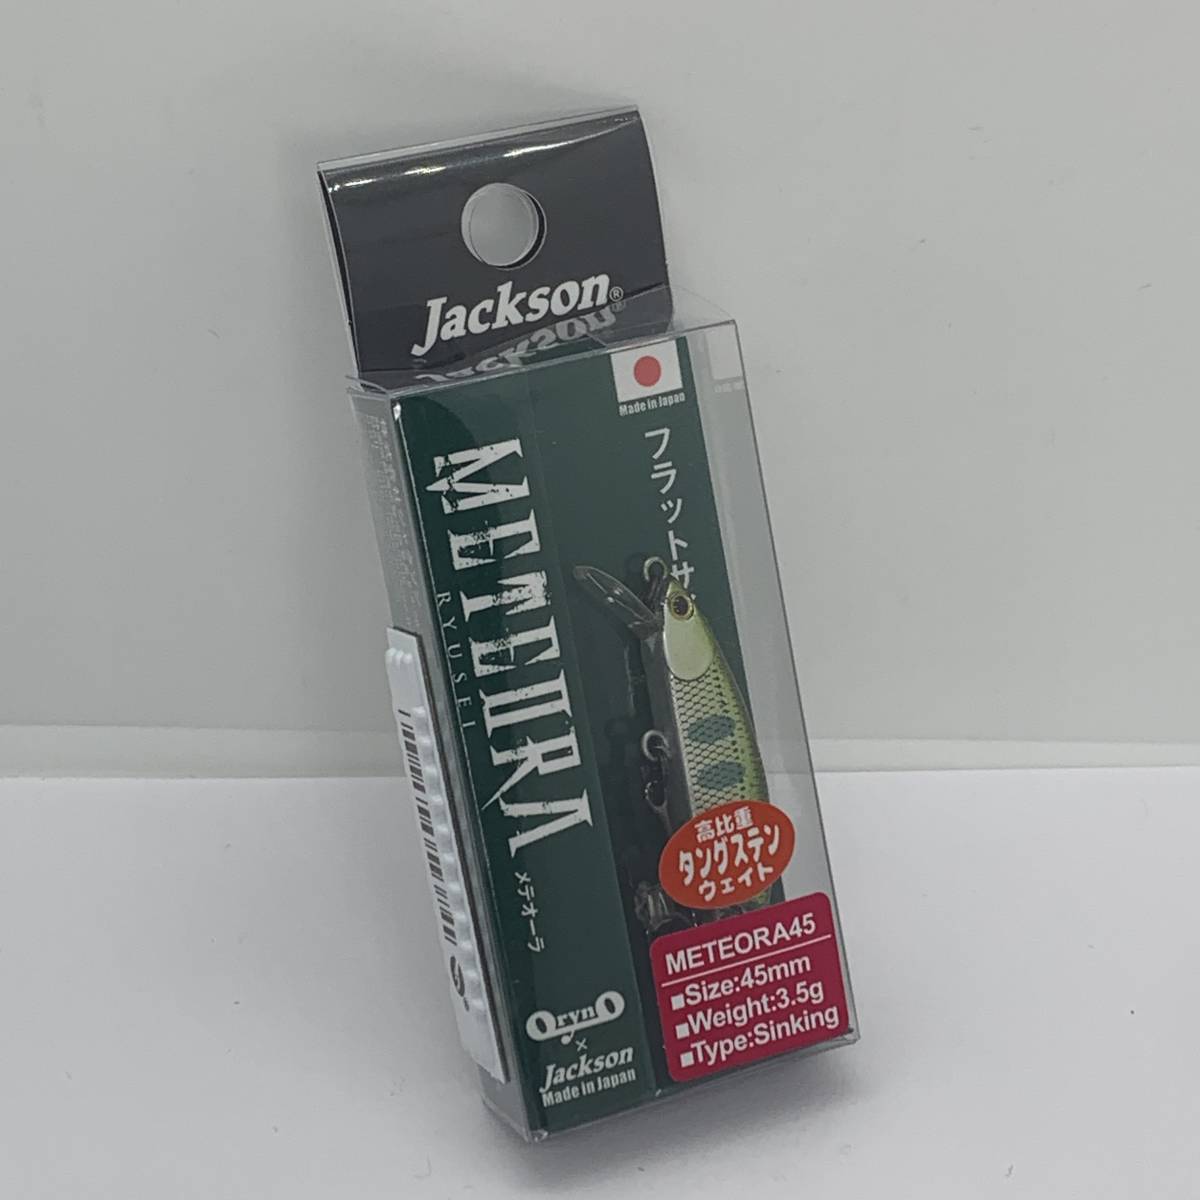 Jackson®
Made in Japan
フラットサ
METEORA
RYUSEI
メテオーラ
高比重
タングステン
ウェイト
METEORA45
■Size:45mm
■Weight:3.5g
■Type:Sinking
OrynO
×
Jackson
Made in Japan